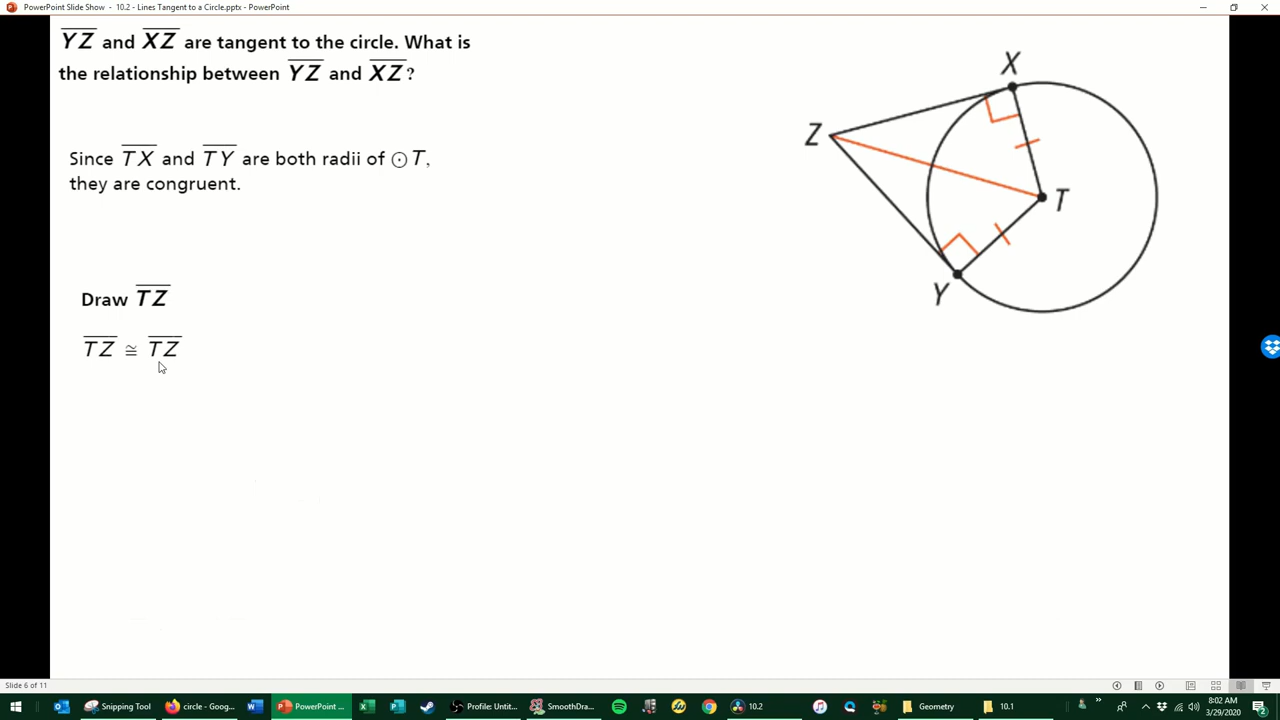 PowerPoint Slide Show - 10.2 - Lines Tangent to a Circle.pptx - PowerPoint
YZ and XZ are tangent to the circle. What is
the relationship between YZ and XZ?
Since TX and TY are both radii of ⊙T,
they are congruent.
Draw TZ
TZ ≅ TZ
X
Z
T
Y
Slide 6 of 11
Snipping Tool
circle - Goog...
PowerPoint ...
Profile: Untit...
SmoothDra...
10.2
Geometry
10.1
8:02 AM
3/29/2020
2